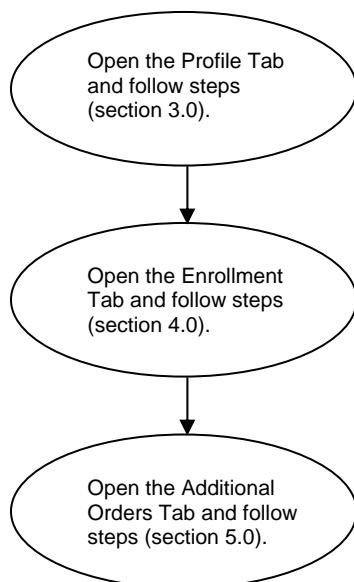 Open the Profile Tab
and follow steps
(section 3.0).
Open the Enrollment
Tab and follow steps
(section 4.0).
Open the Additional
Orders Tab and follow
steps (section 5.0).